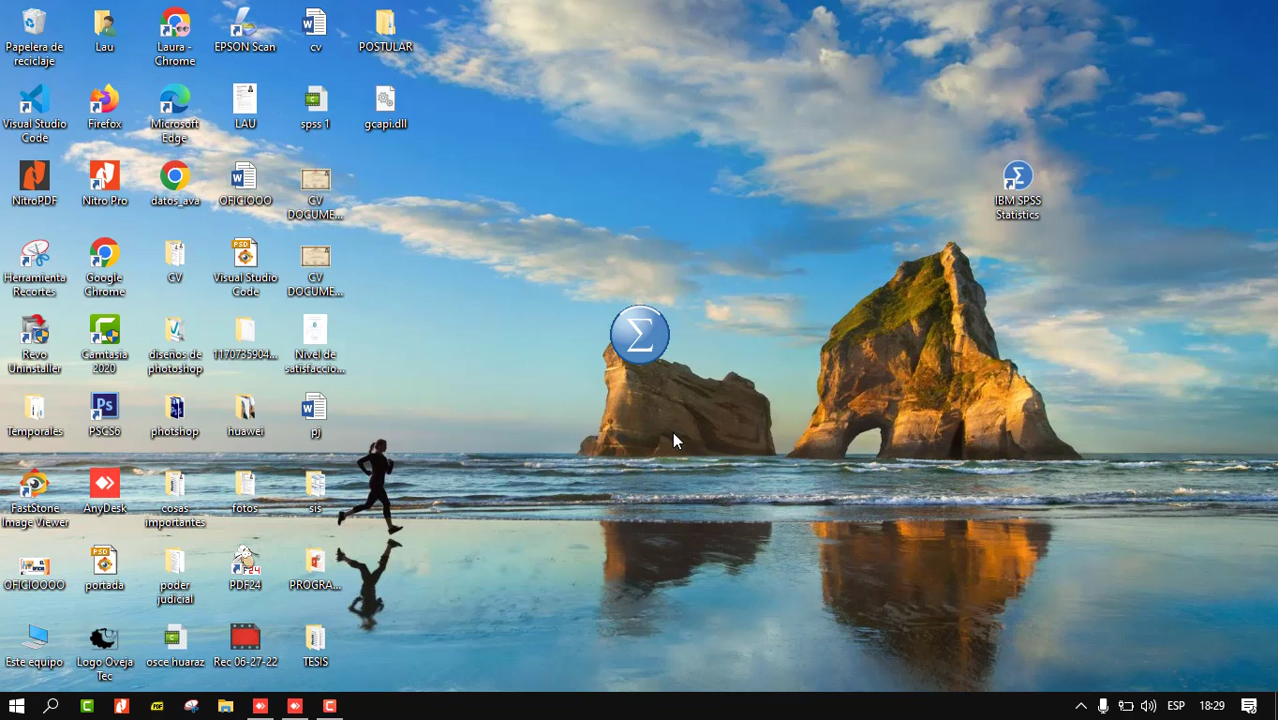 Papelera de
reciclaje
Lau
Laura -
Chrome
EPSON Scan
cv
POSTULAR
Visual Studio
Code
Firefox
Microsoft
Edge
LAU
spss 1
gcapi.dll
NitroPDF
Nitro Pro
datos_ava
OFICIOOO
CV
DOCUME...
IBM SPSS
Statistics
Herramienta
Recortes
Google
Chrome
CV
Visual Studio
Code
CV
DOCUME...
Σ
Revo
Uninstaller
Camtasia
2020
diseños de
photoshop
1170735904...
Nivel de
satisfaccio...
Temporales
Ps
PSCS6
photshop
huawei
pj
FastStone
Image Viewer
AnyDesk
cosas
importantes
fotos
sis
OFICIOOOO
portada
poder
judicial
PDF24
PROGRA...
Este equipo
Logo Oveja
Tec
osce huaraz
Rec 06-27-22
TESIS
ESP
18:29